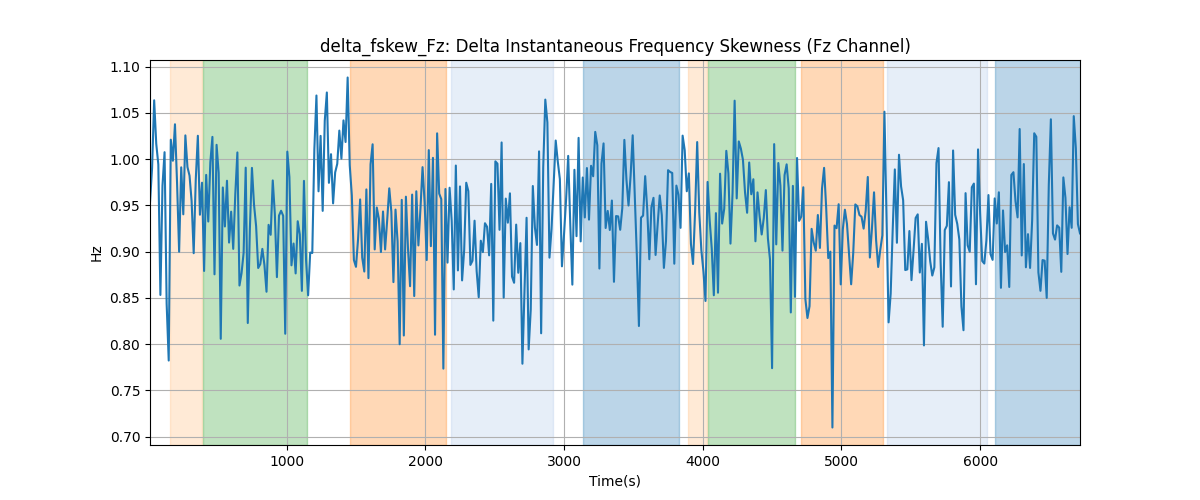 delta_fskew_Fz: Delta Instantaneous Frequency Skewness (Fz Channel)
1.10
1.05
1.00
0.95
0.90
0.85
0.80
0.75
0.70
Hz
1000 2000 3000 4000 5000 6000
Time(s)